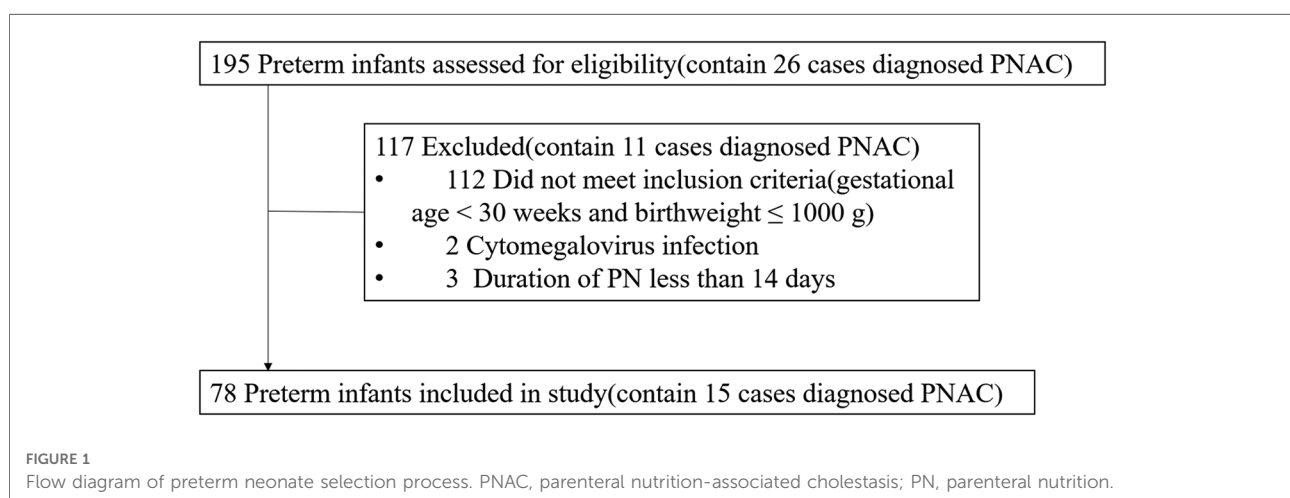 195 Preterm infants assessed for eligibility(contain 26 cases diagnosed PNAC)
117 Excluded(contain 11 cases diagnosed PNAC)
• 112 Did not meet inclusion criteria(gestational
age < 30 weeks and birthweight ≤ 1000 g)
• 2 Cytomegalovirus infection
• 3 Duration of PN less than 14 days
78 Preterm infants included in study(contain 15 cases diagnosed PNAC)
FIGURE 1
Flow diagram of preterm neonate selection process. PNAC, parenteral nutrition-associated cholestasis; PN, parenteral nutrition.